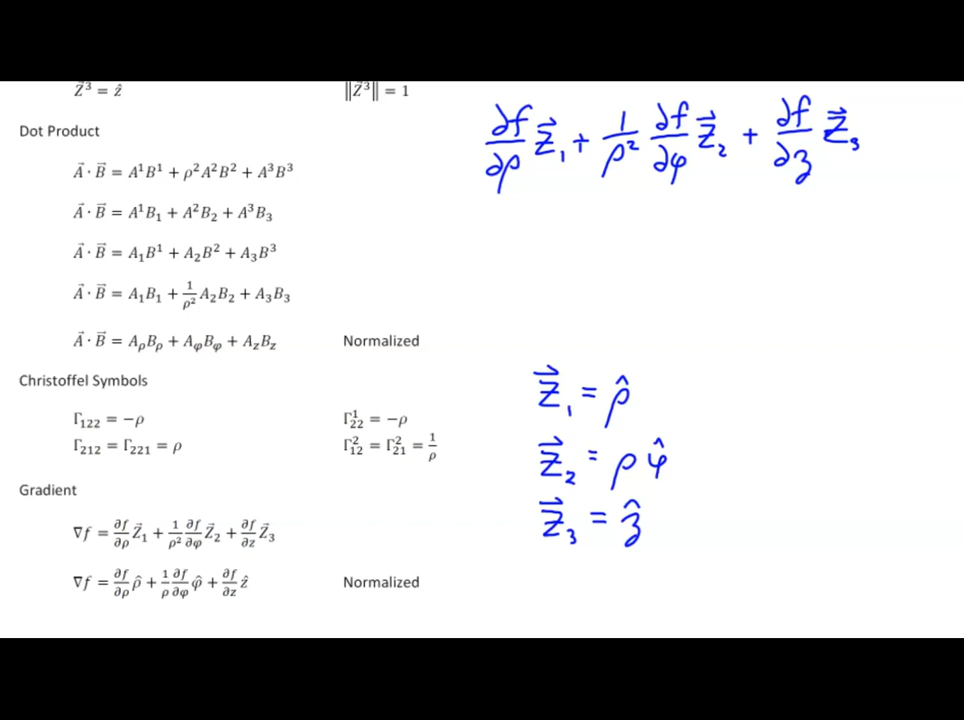 Z⃗³ = ẑ ‖Z⃗³‖ = 1
Dot Product
A⃗ · B⃗ = A¹B¹ + ρ²A²B² + A³B³
A⃗ · B⃗ = A¹B₁ + A²B₂ + A³B₃
A⃗ · B⃗ = A₁B¹ + A₂B² + A₃B³
A⃗ · B⃗ = A₁B₁ + 1/ρ² A₂B₂ + A₃B₃
A⃗ · B⃗ = AᵨBᵨ + A_φB_φ + A_zB_z Normalized
Christoffel Symbols
Γ₁₂₂ = −ρ Γ¹₂₂ = −ρ
Γ₂₁₂ = Γ₂₂₁ = ρ Γ²₁₂ = Γ²₂₁ = 1/ρ
Gradient
∇f = ∂f/∂ρ Z⃗₁ + 1/ρ² ∂f/∂φ Z⃗₂ + ∂f/∂z Z⃗₃
∇f = ∂f/∂ρ ρ̂ + 1/ρ ∂f/∂φ φ̂ + ∂f/∂z ẑ Normalized
∂f/∂ρ Z⃗₁ + 1/ρ² ∂f/∂φ Z⃗₂ + ∂f/∂z Z⃗₃
Z⃗₁ = ρ̂
Z⃗₂ = ρ φ̂
Z⃗₃ = ẑ